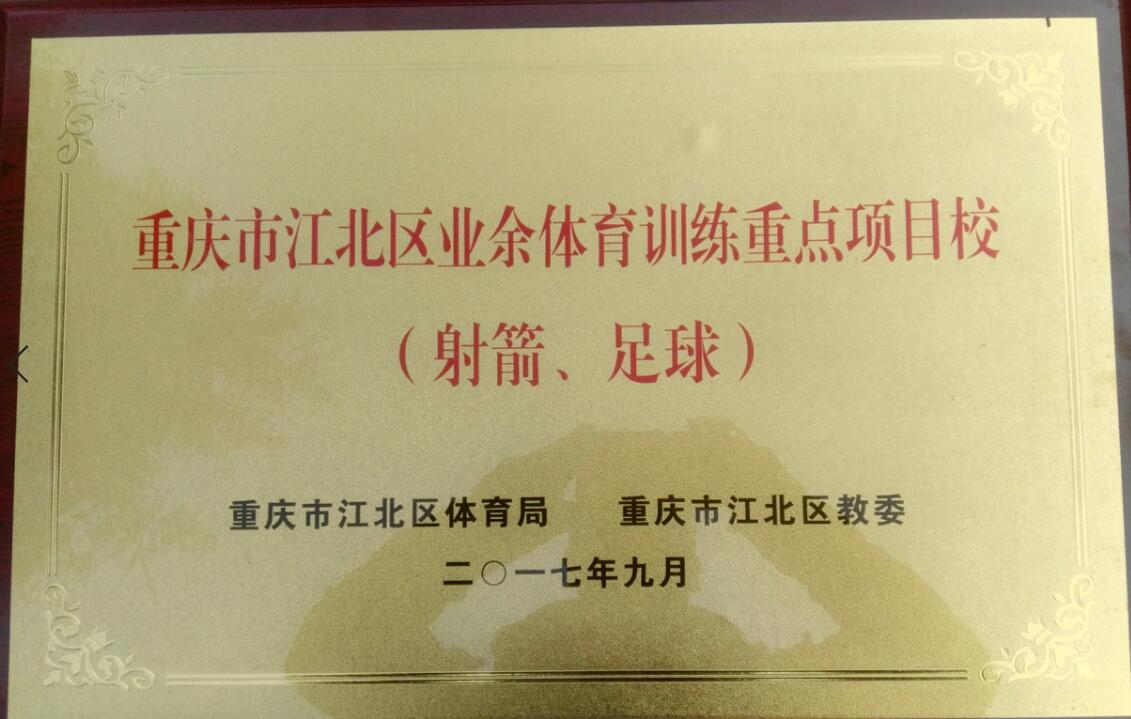 重庆市江北区业余体育训练重点项目校
（射箭、足球）
重庆市江北区体育局 重庆市江北区教委
二〇一七年九月